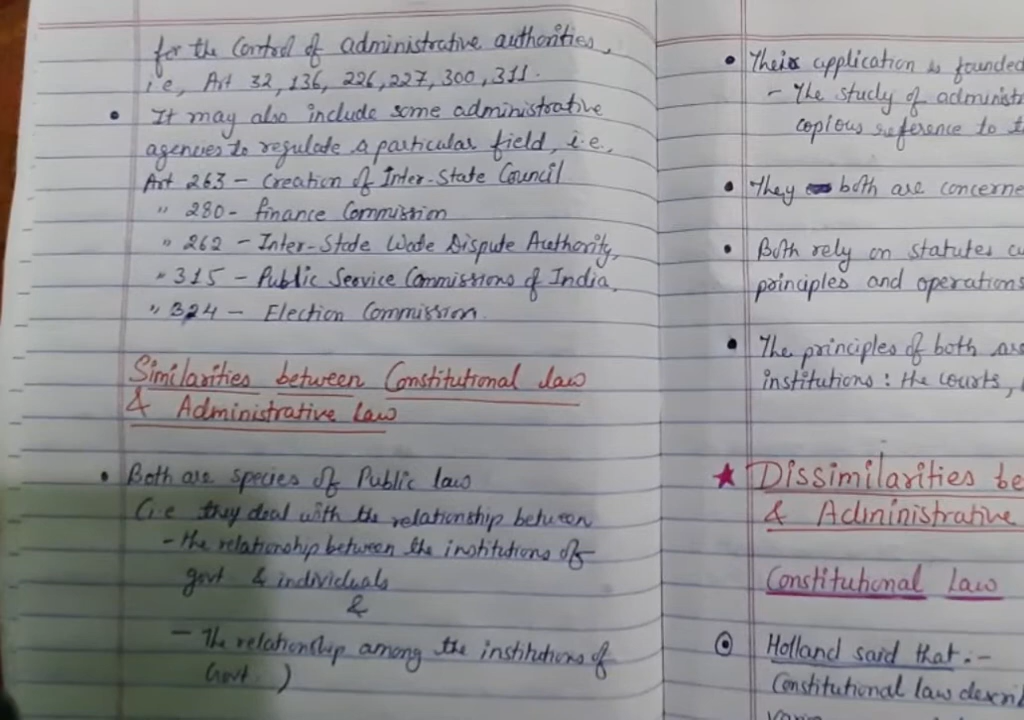 for the Control of administrative authorities,
i.e, Art 32, 136, 226, 227, 300, 311.
• It may also include some administrative
agencies to regulate a particular field, i.e.,
Art 263 – Creation of Inter-State Council
" 280 - finance Commission
" 262 – Inter-State Wate Dispute Authority,
" 315 – Public Service Commissions of India,
" 324 – Election Commission.
Similarities between Constitutional law
& Administrative Law
• Both are species of Public law
(i.e they deal with the relationship between
- the relationship between the institutions of
govt & individuals
&
– The relationship among the institutions of
Govt )
• Their application is founded
- The study of administ
copious reference to t
• They both are concerne
• Both rely on statutes
principles and operations
• The principles of both are
institutions: the courts,
★ Dissimilarities be
& Administrative
Constitutional Law
⊙ Holland said that :-
Constitutional law descri